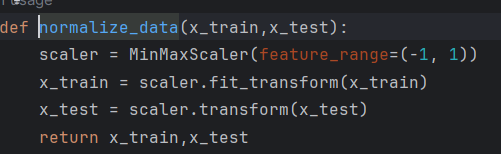 usage
def normalize_data(x_train,x_test):
    scaler = MinMaxScaler(feature_range=(-1, 1))
    x_train = scaler.fit_transform(x_train)
    x_test = scaler.transform(x_test)
    return x_train,x_test